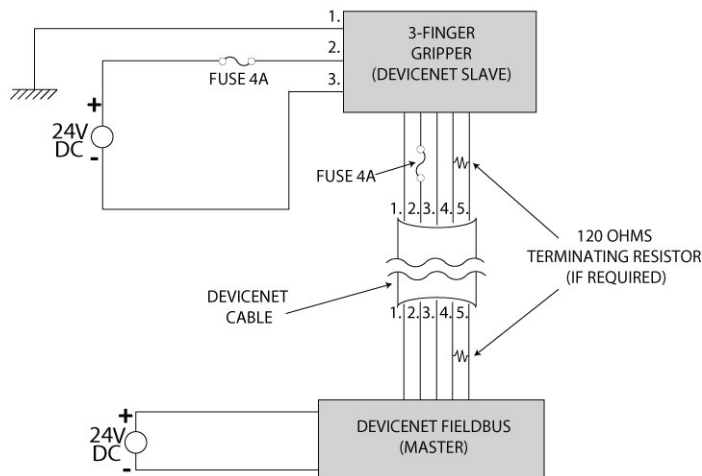 1.
2.
3.
3-FINGER
GRIPPER
(DEVICENET SLAVE)
FUSE 4A
+
24V
DC
-
FUSE 4A
1. 2. 3. 4. 5.
120 OHMS
TERMINATING RESISTOR
(IF REQUIRED)
DEVICENET
CABLE
1. 2. 3. 4. 5.
+
24V
DC
-
DEVICENET FIELDBUS
(MASTER)